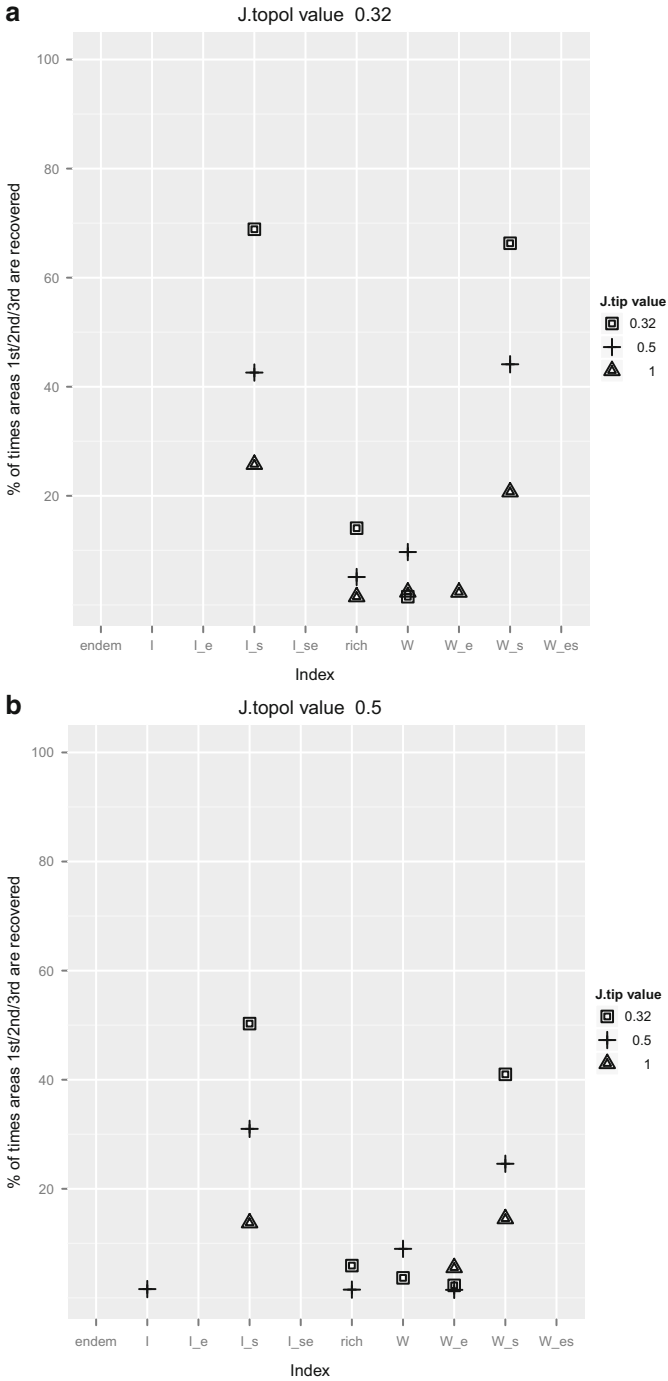 a
J.topol value 0.32
100
80
60
40
20
% of times areas 1st/2nd/3rd are recovered
endem I I_e I_s I_se rich W W_e W_s W_es
Index
J.tip value
0.32
0.5
1
b
J.topol value 0.5
100
80
60
40
20
% of times areas 1st/2nd/3rd are recovered
endem I I_e I_s I_se rich W W_e W_s W_es
Index
J.tip value
0.32
0.5
1